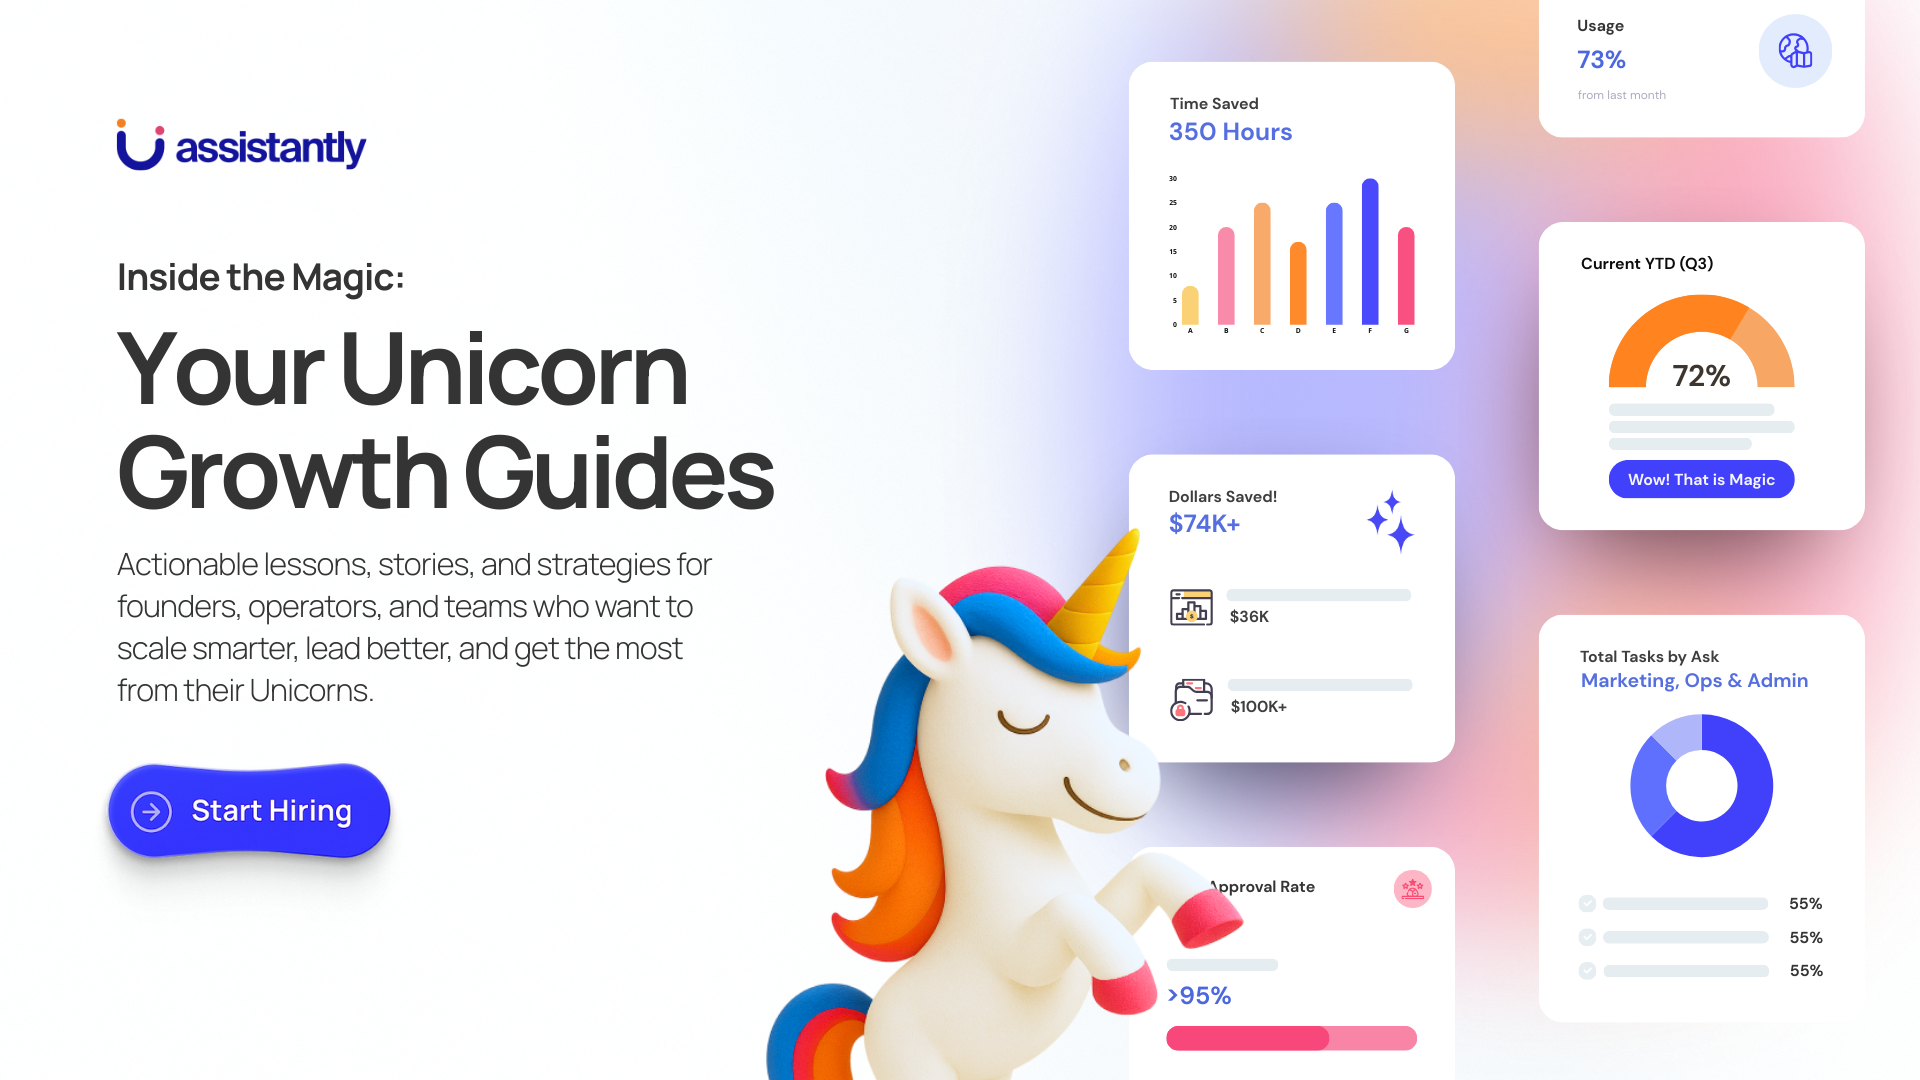 assistantly
Inside the Magic:
Your Unicorn
Growth Guides
Actionable lessons, stories, and strategies for
founders, operators, and teams who want to
scale smarter, lead better, and get the most
from their Unicorns.
Start Hiring
Time Saved
350 Hours
30
25
20
15
10
5
0
A B C D E F G
Dollars Saved!
$74K+
$36K
$100K+
Approval Rate
>95%
Usage
73%
from last month
Current YTD (Q3)
72%
Wow! That is Magic
Total Tasks by Ask
Marketing, Ops & Admin
55%
55%
55%